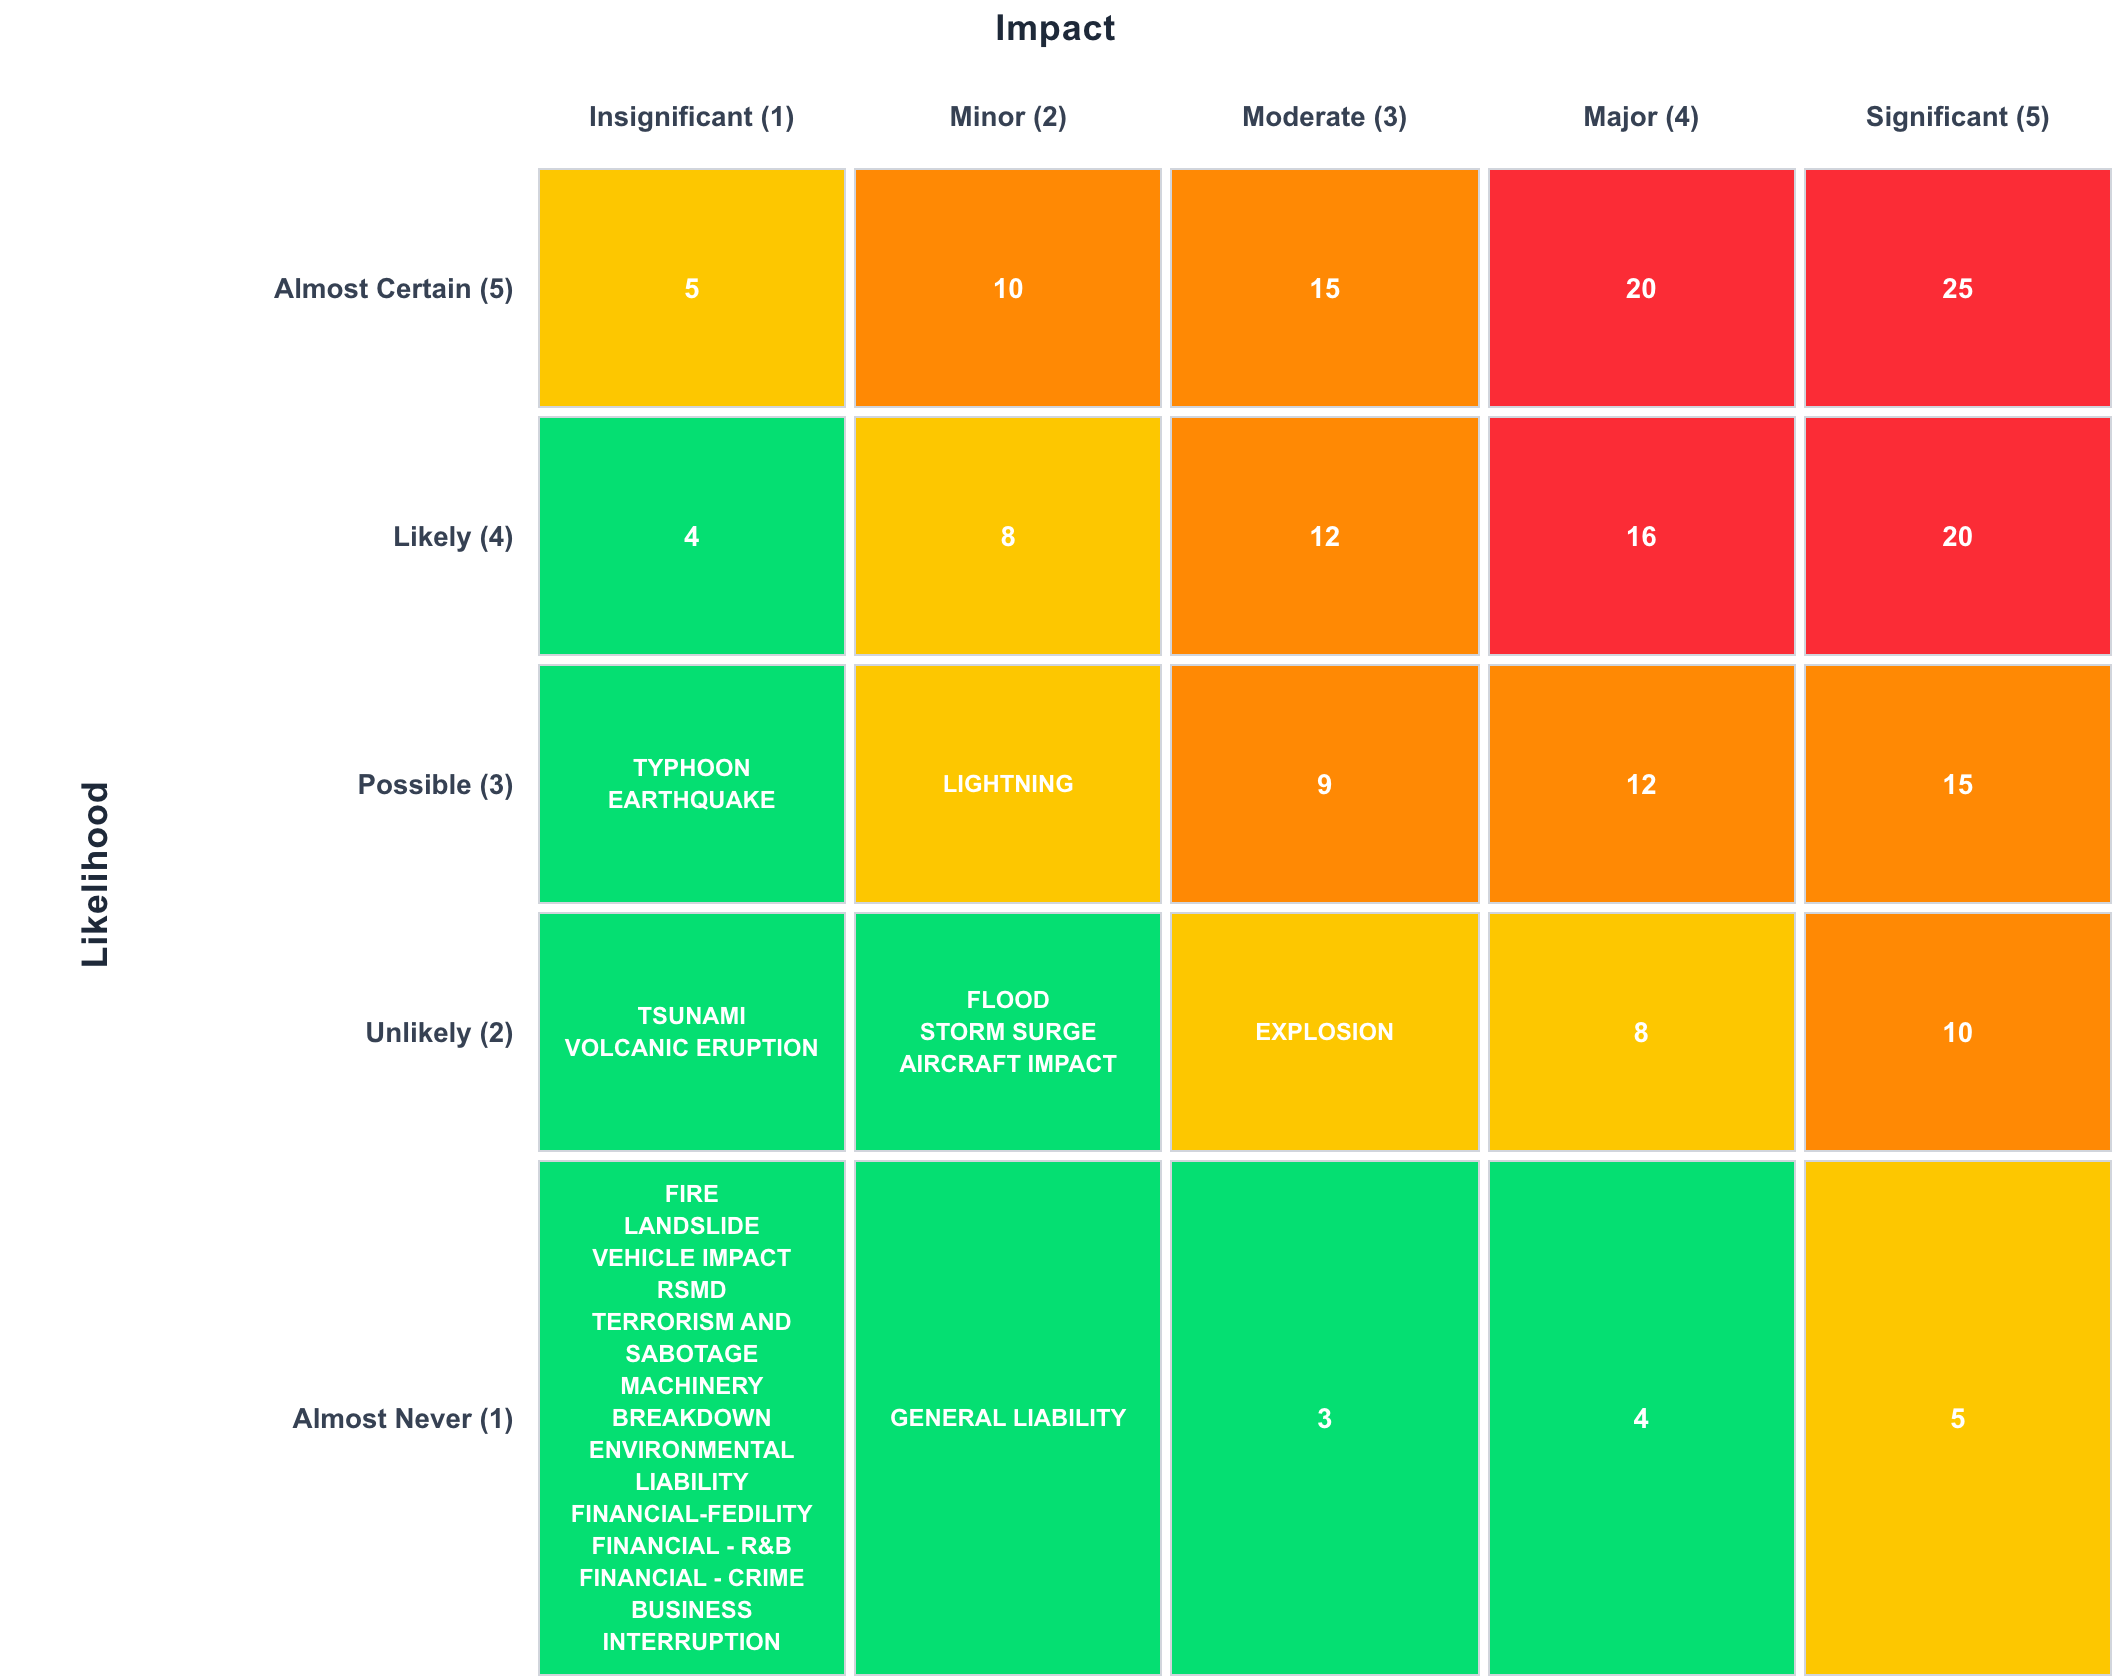 Impact
Insignificant (1) Minor (2) Moderate (3) Major (4) Significant (5)
Almost Certain (5) 5 10 15 20 25
Likely (4) 4 8 12 16 20
Likelihood
Possible (3)
TYPHOON
EARTHQUAKE
LIGHTNING
9 12 15
Unlikely (2)
TSUNAMI
VOLCANIC ERUPTION
FLOOD
STORM SURGE
AIRCRAFT IMPACT
EXPLOSION
8 10
Almost Never (1)
FIRE
LANDSLIDE
VEHICLE IMPACT
RSMD
TERRORISM AND
SABOTAGE
MACHINERY
BREAKDOWN
ENVIRONMENTAL
LIABILITY
FINANCIAL-FEDILITY
FINANCIAL - R&B
FINANCIAL - CRIME
BUSINESS
INTERRUPTION
GENERAL LIABILITY
3 4 5